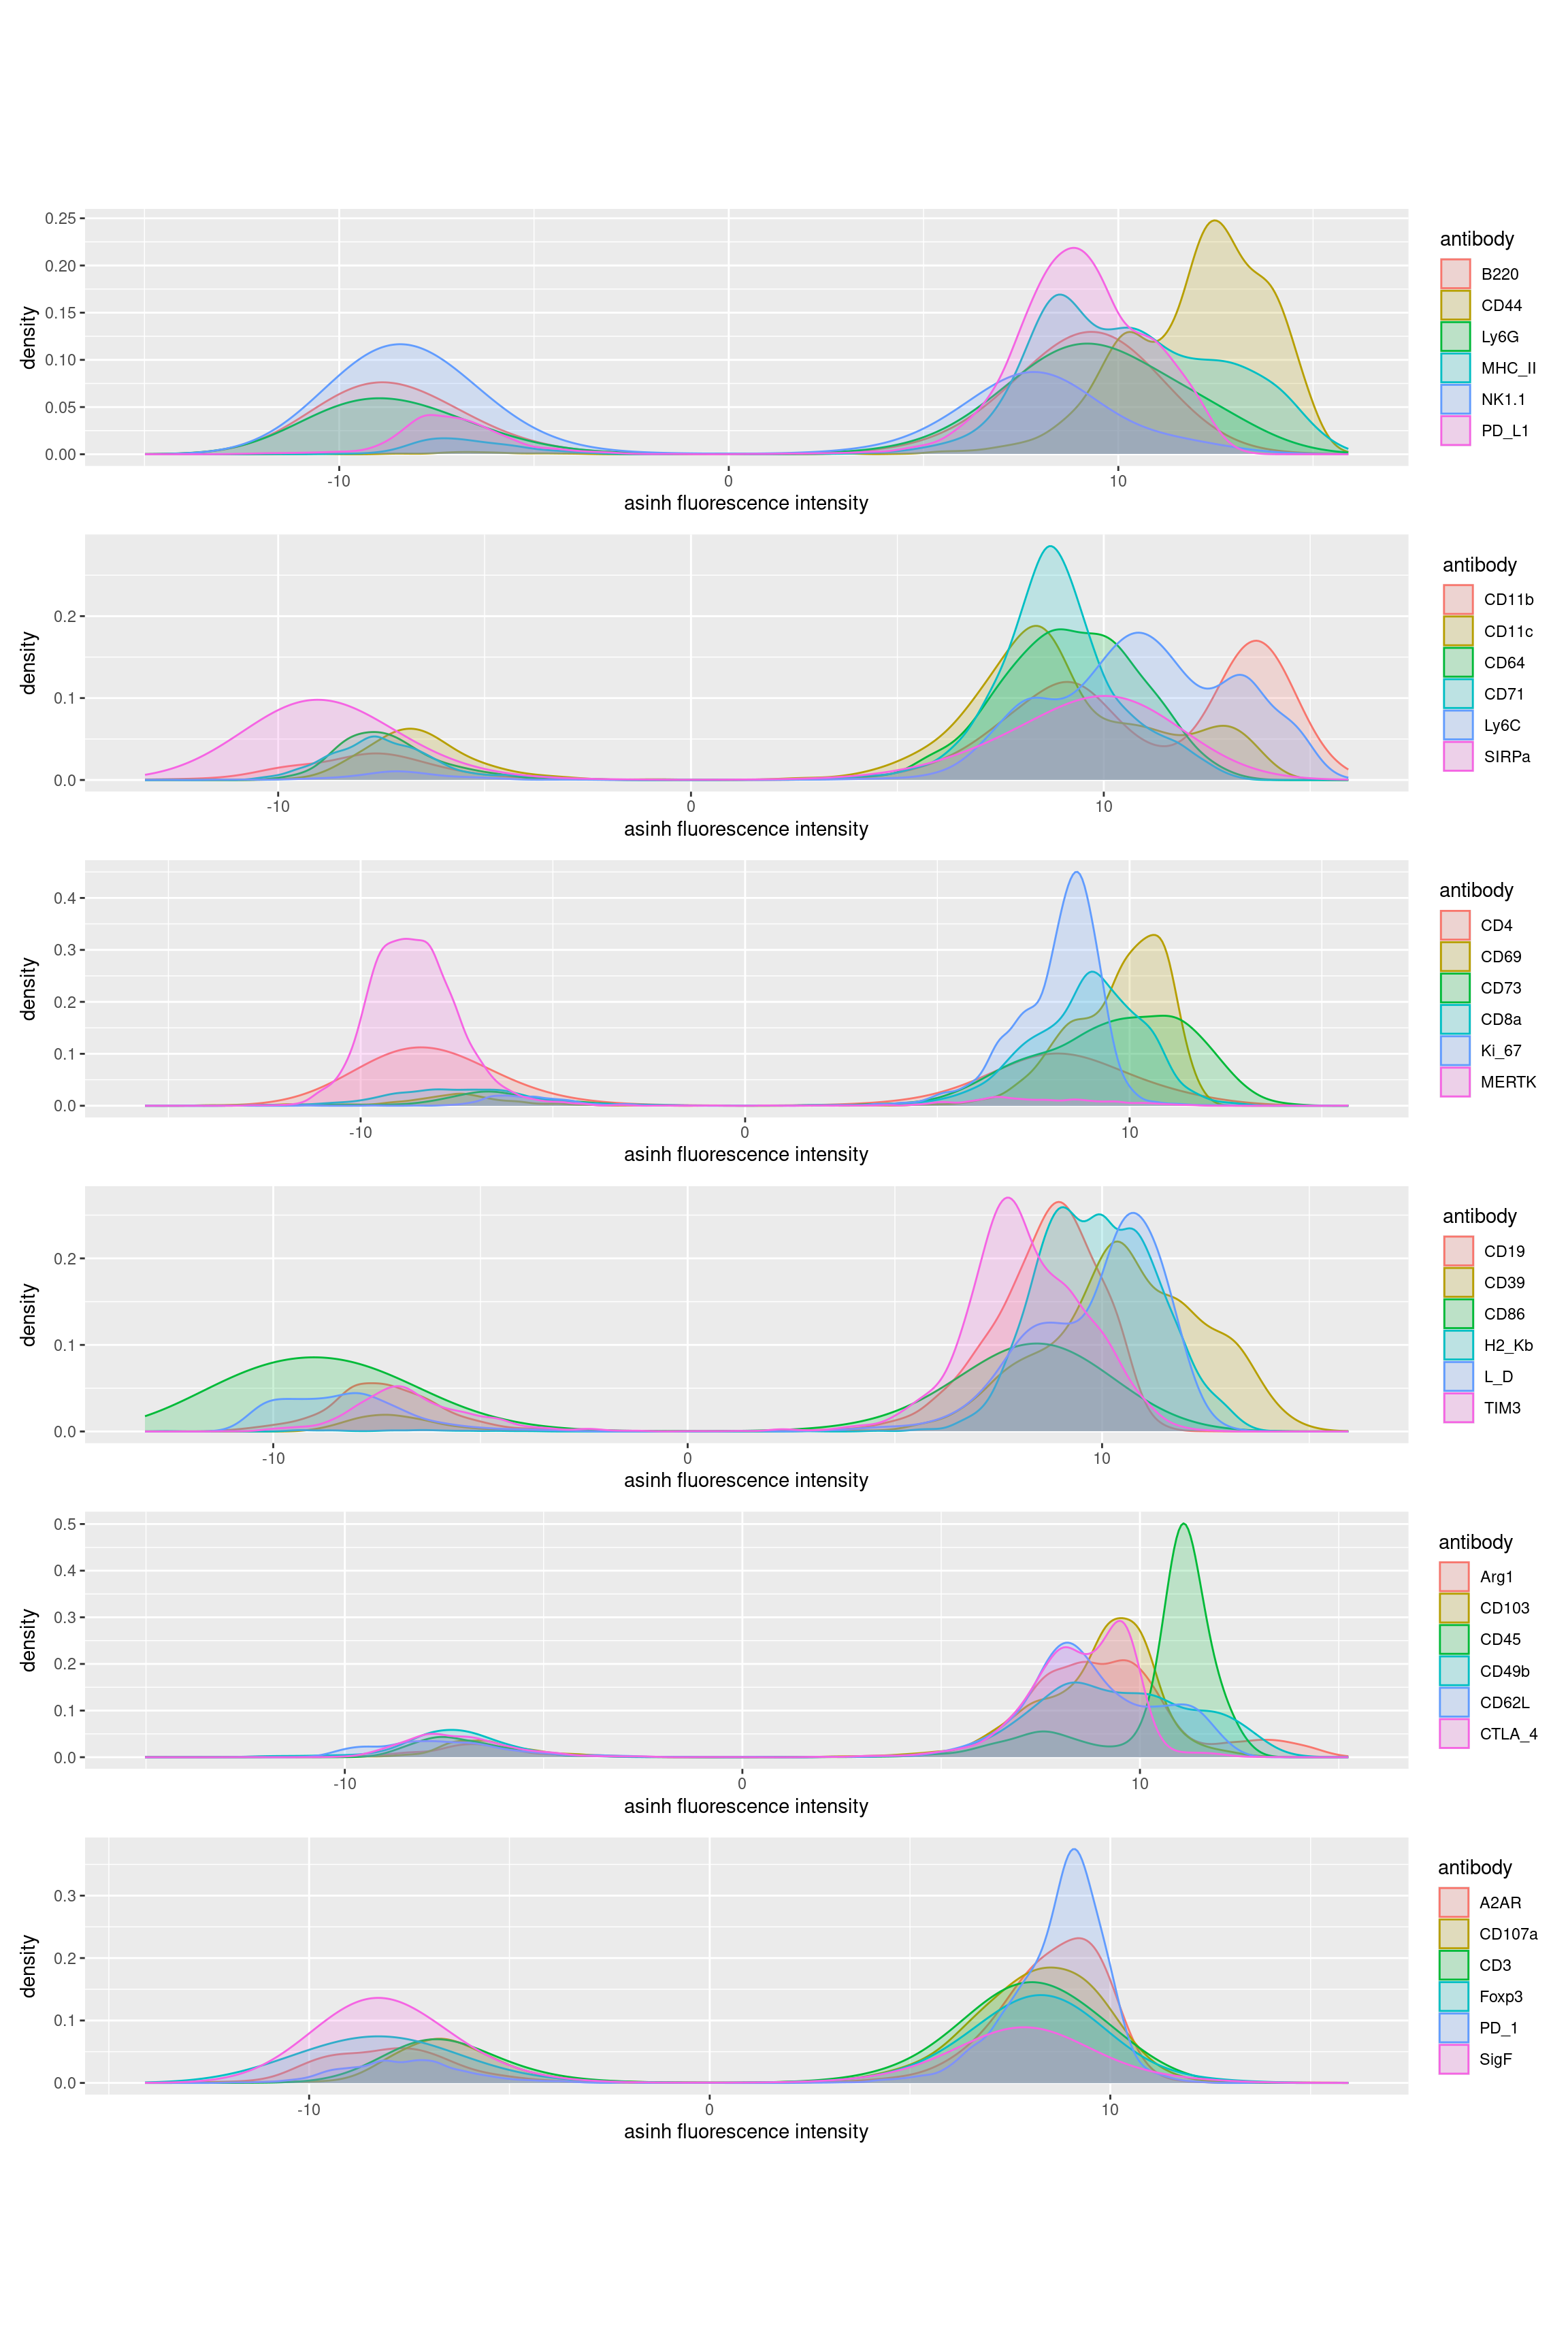 0.25
0.20
0.15
0.10
0.05
0.00
density
-10 0 10
asinh fluorescence intensity
antibody
B220
CD44
Ly6G
MHC_II
NK1.1
PD_L1
0.2
0.1
0.0
density
-10 0 10
asinh fluorescence intensity
antibody
CD11b
CD11c
CD64
CD71
Ly6C
SIRPa
0.4
0.3
0.2
0.1
0.0
density
-10 0 10
asinh fluorescence intensity
antibody
CD4
CD69
CD73
CD8a
Ki_67
MERTK
0.2
0.1
0.0
density
-10 0 10
asinh fluorescence intensity
antibody
CD19
CD39
CD86
H2_Kb
L_D
TIM3
0.5
0.4
0.3
0.2
0.1
0.0
density
-10 0 10
asinh fluorescence intensity
antibody
Arg1
CD103
CD45
CD49b
CD62L
CTLA_4
0.3
0.2
0.1
0.0
density
-10 0 10
asinh fluorescence intensity
antibody
A2AR
CD107a
CD3
Foxp3
PD_1
SigF